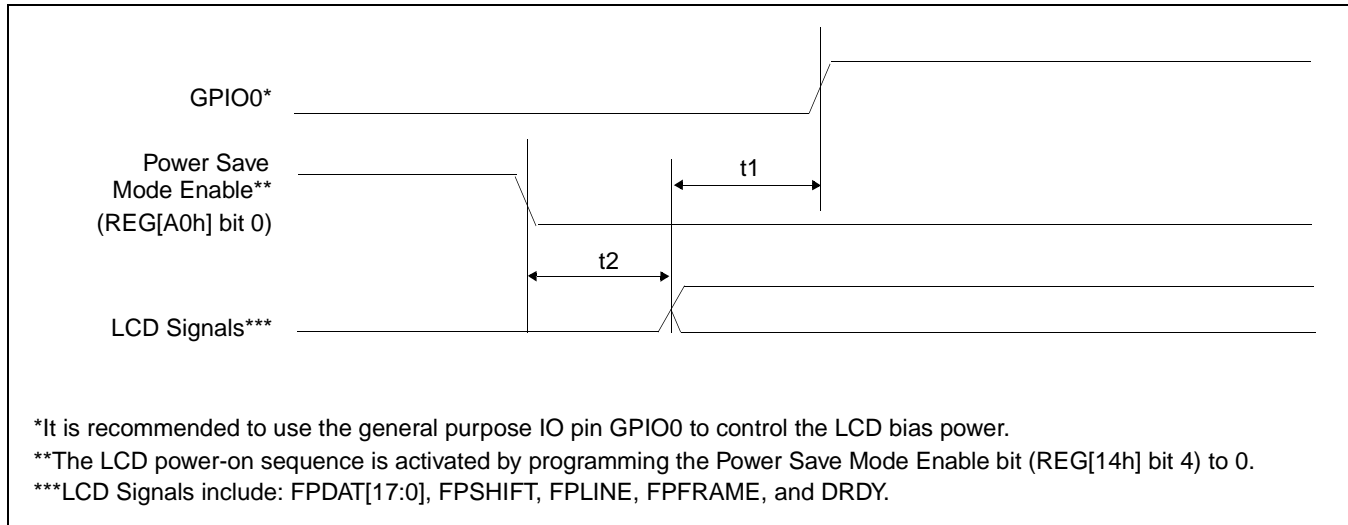 GPIO0*
Power Save
Mode Enable**
(REG[A0h] bit 0)
t1
t2
LCD Signals***
*It is recommended to use the general purpose IO pin GPIO0 to control the LCD bias power.
**The LCD power-on sequence is activated by programming the Power Save Mode Enable bit (REG[14h] bit 4) to 0.
***LCD Signals include: FPDAT[17:0], FPSHIFT, FPLINE, FPFRAME, and DRDY.